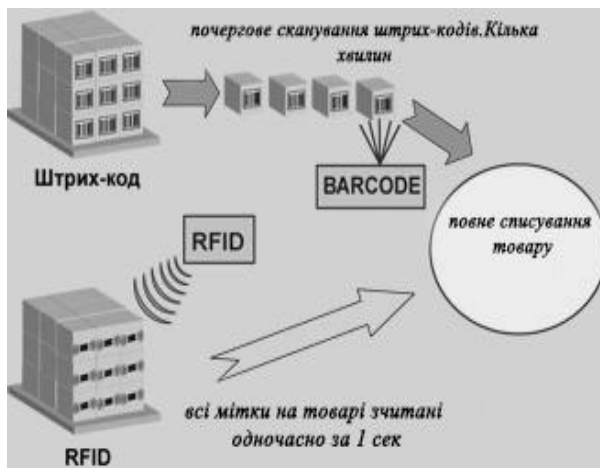 почергове сканування штрих-кодів.Кілька
хвилин
Штрих-код
BARCODE
повне списування
товару
RFID
всі мітки на товарі зчитані
одночасно за 1 сек
RFID